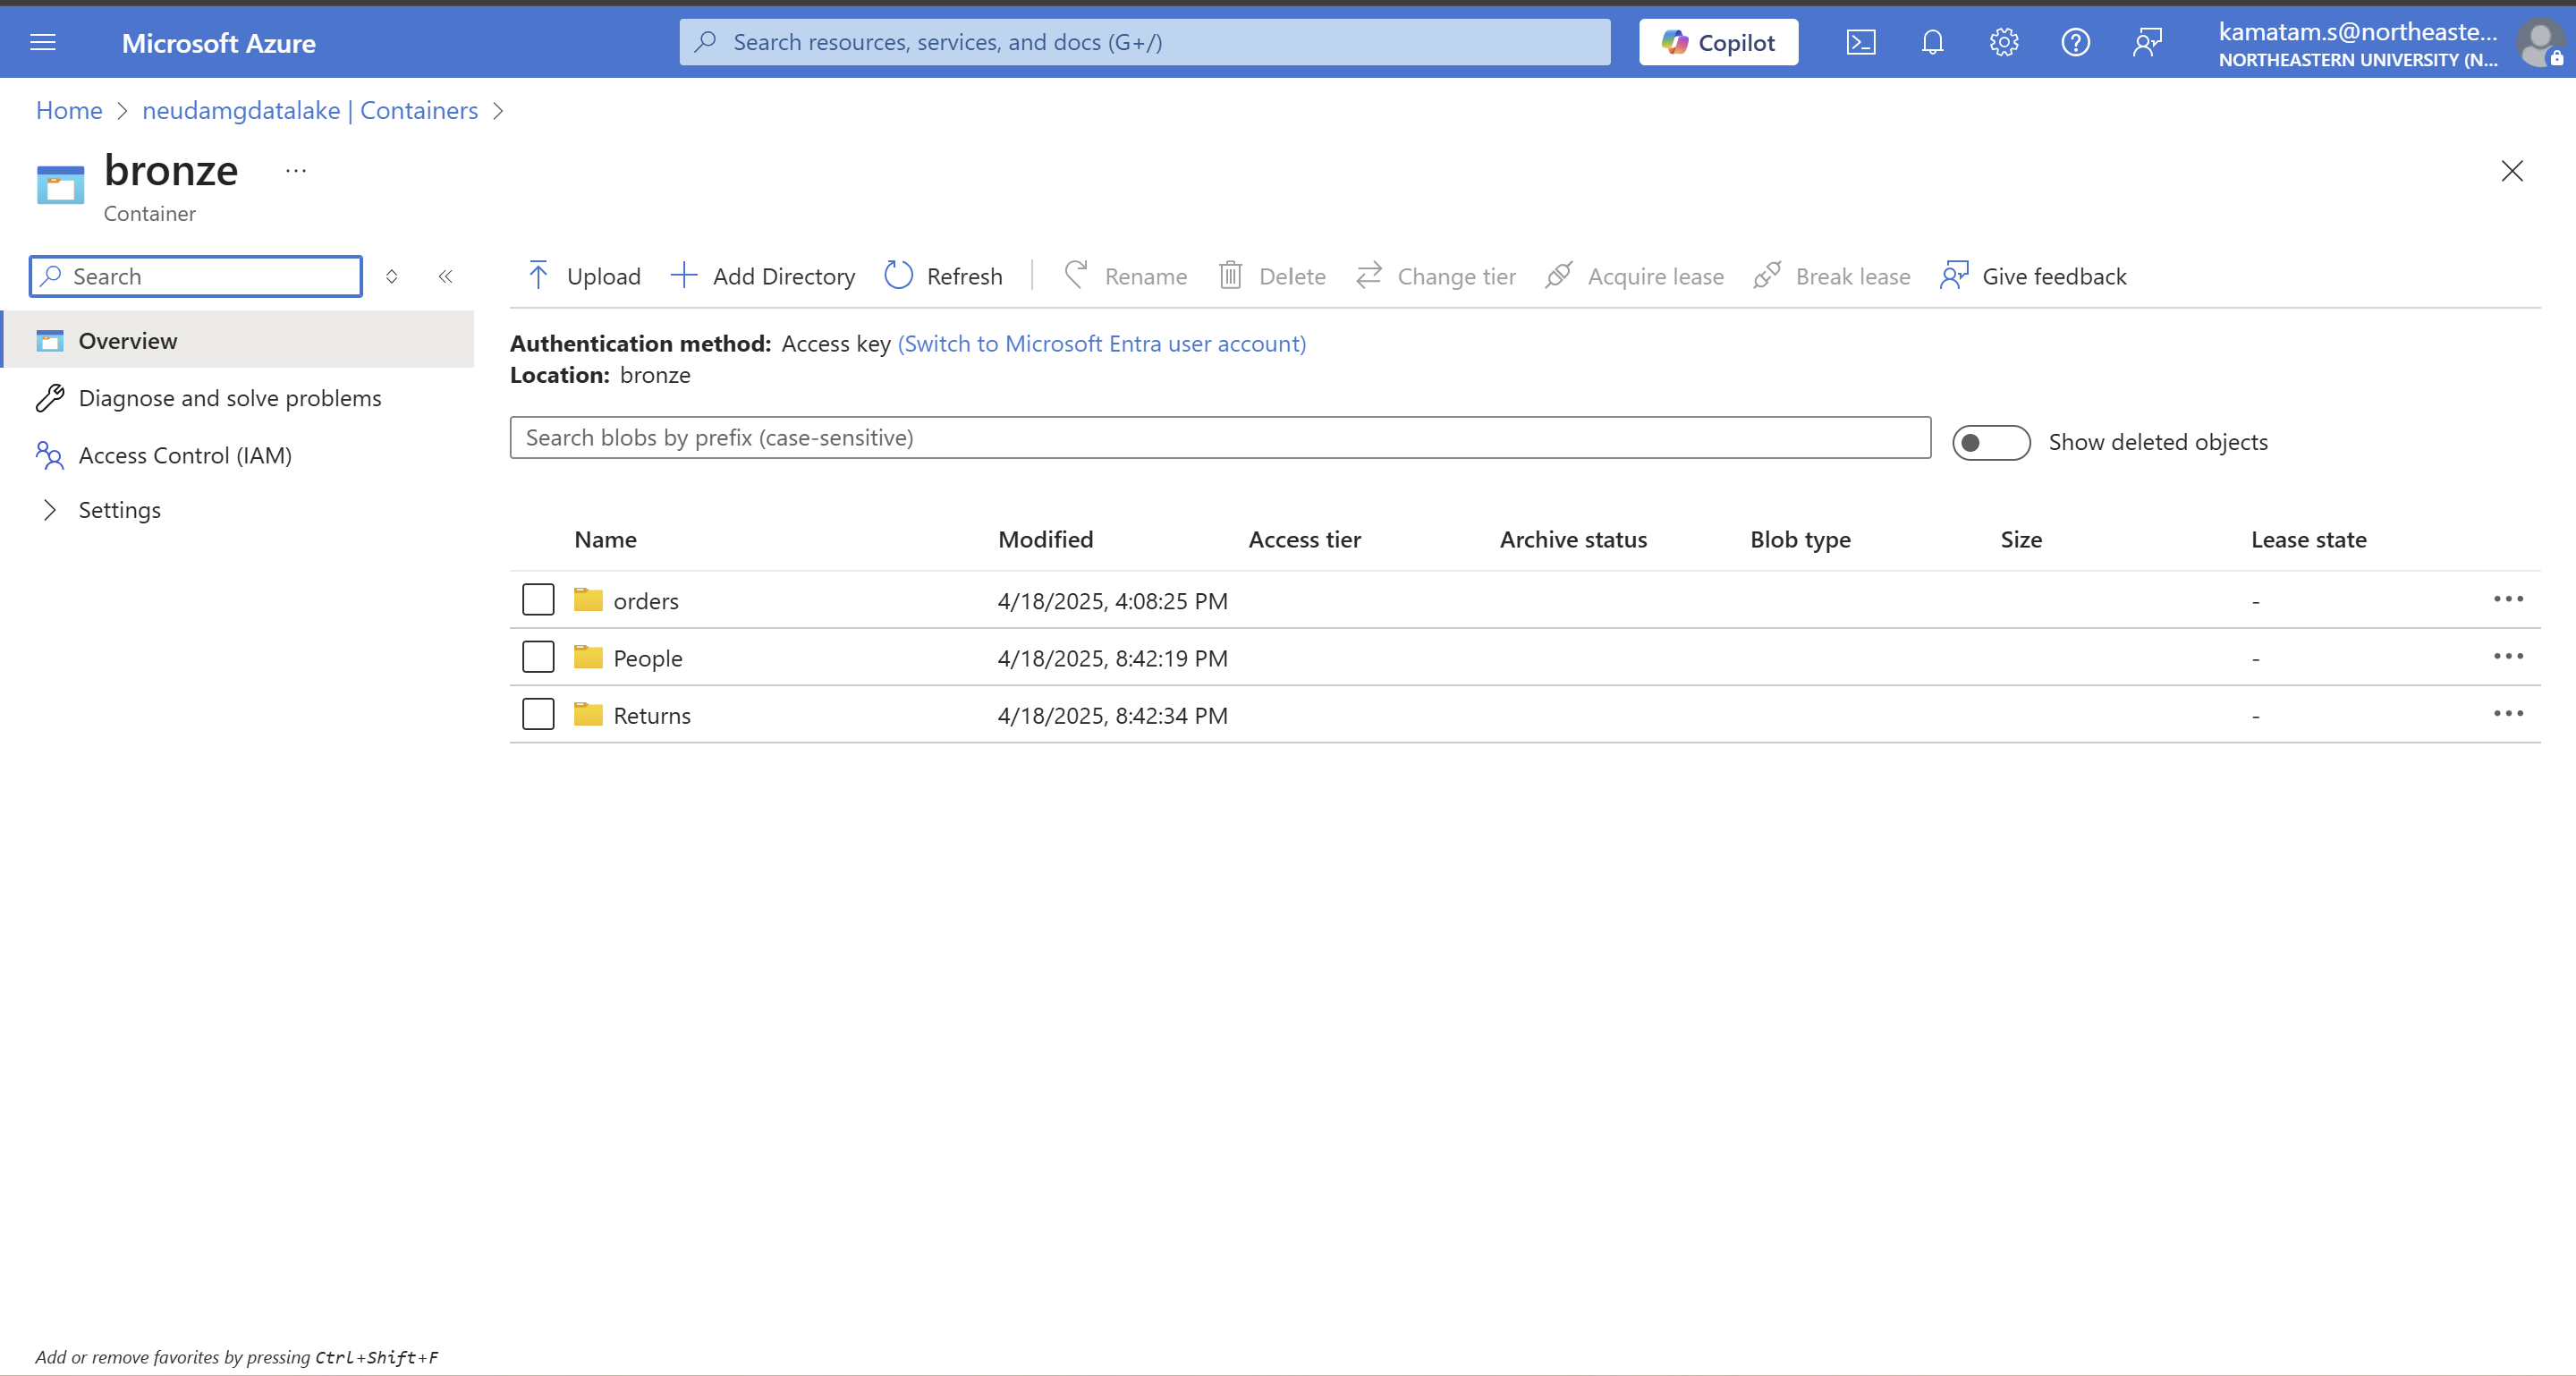 Microsoft Azure
Search resources, services, and docs (G+/)
Copilot
kamatam.s@northeaste...
NORTHEASTERN UNIVERSITY (N...
Home > neudamgdatalake | Containers >
bronze ...
Container
Search
Overview
Diagnose and solve problems
Access Control (IAM)
Settings
Upload Add Directory Refresh Rename Delete Change tier Acquire lease Break lease Give feedback
Authentication method: Access key (Switch to Microsoft Entra user account)
Location: bronze
Search blobs by prefix (case-sensitive)
Show deleted objects
Name Modified Access tier Archive status Blob type Size Lease state
orders 4/18/2025, 4:08:25 PM -
People 4/18/2025, 8:42:19 PM -
Returns 4/18/2025, 8:42:34 PM -
Add or remove favorites by pressing Ctrl+Shift+F